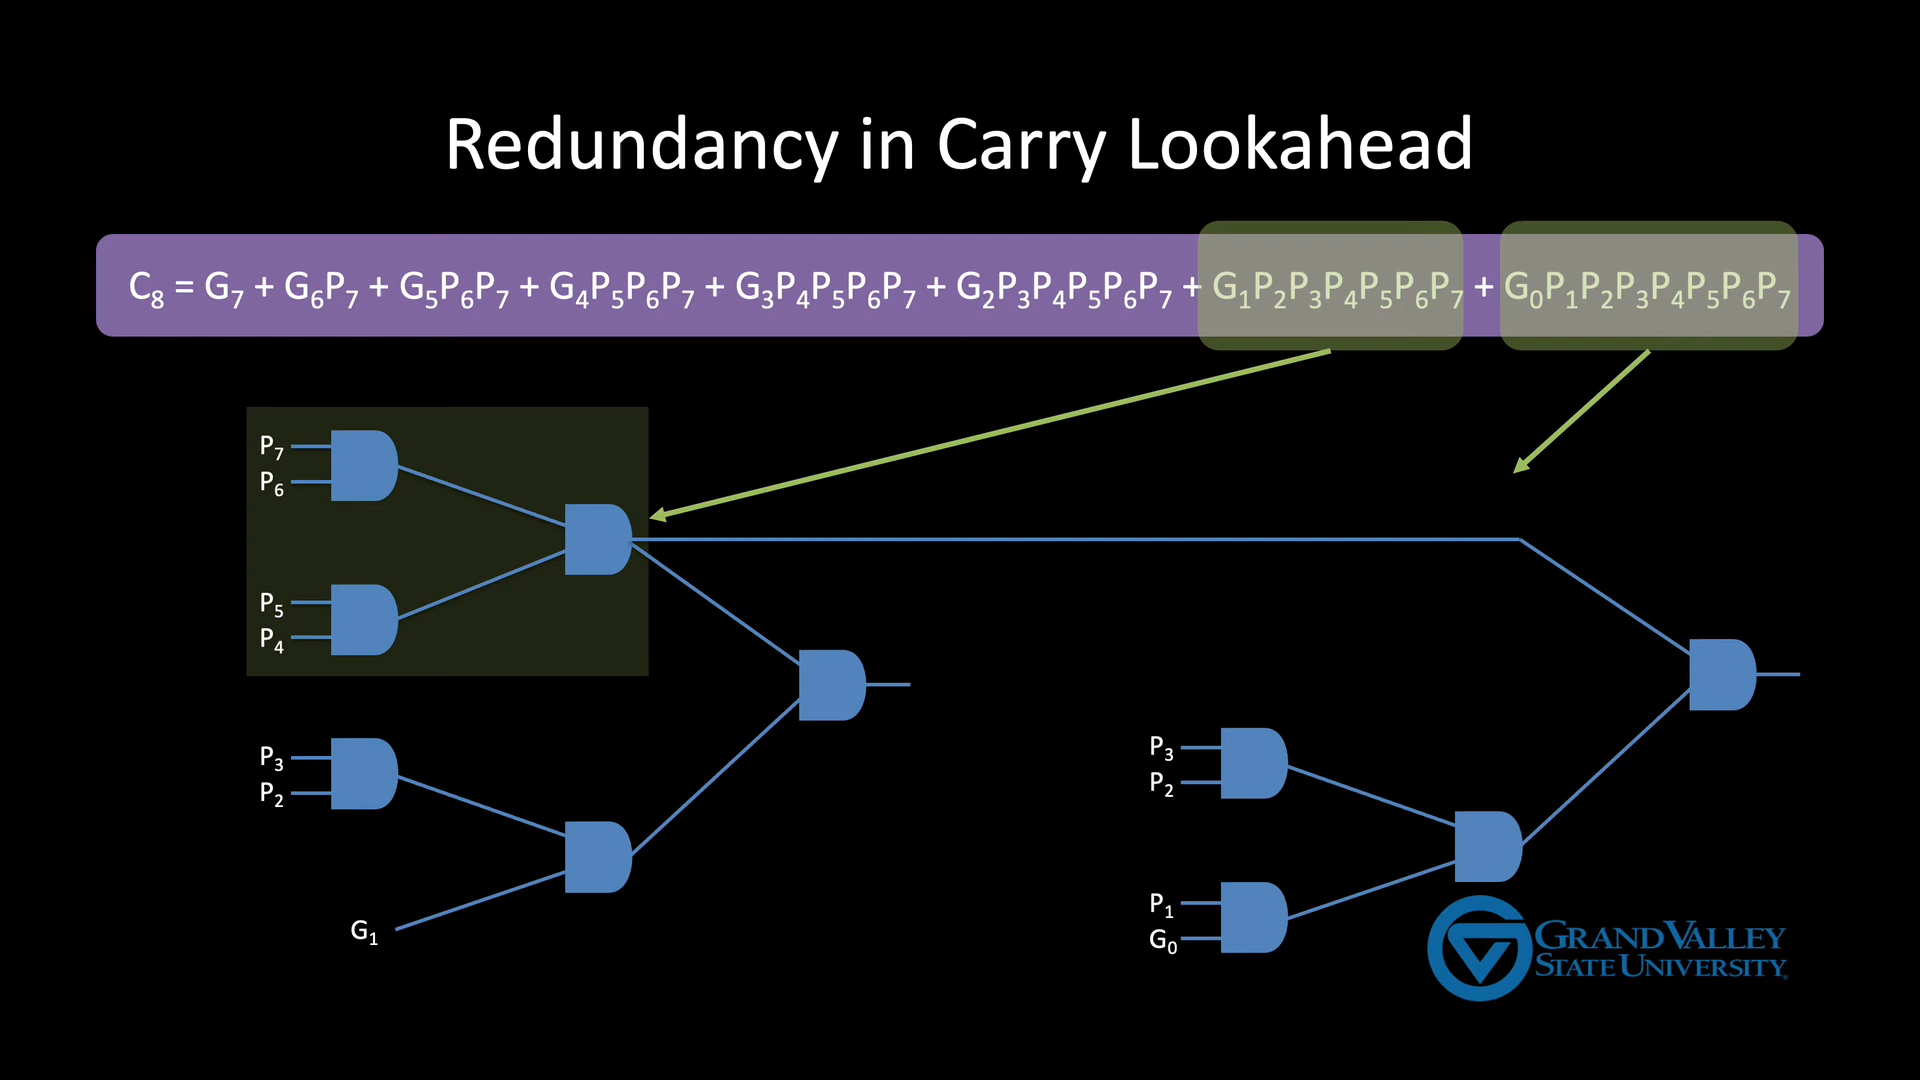 Redundancy in Carry Lookahead
C₈ = G₇ + G₆P₇ + G₅P₆P₇ + G₄P₅P₆P₇ + G₃P₄P₅P₆P₇ + G₂P₃P₄P₅P₆P₇ + G₁P₂P₃P₄P₅P₆P₇ + G₀P₁P₂P₃P₄P₅P₆P₇
P₇
P₆
P₅
P₄
P₃
P₂
G₁
P₃
P₂
P₁
G₀
GRAND VALLEY
STATE UNIVERSITY